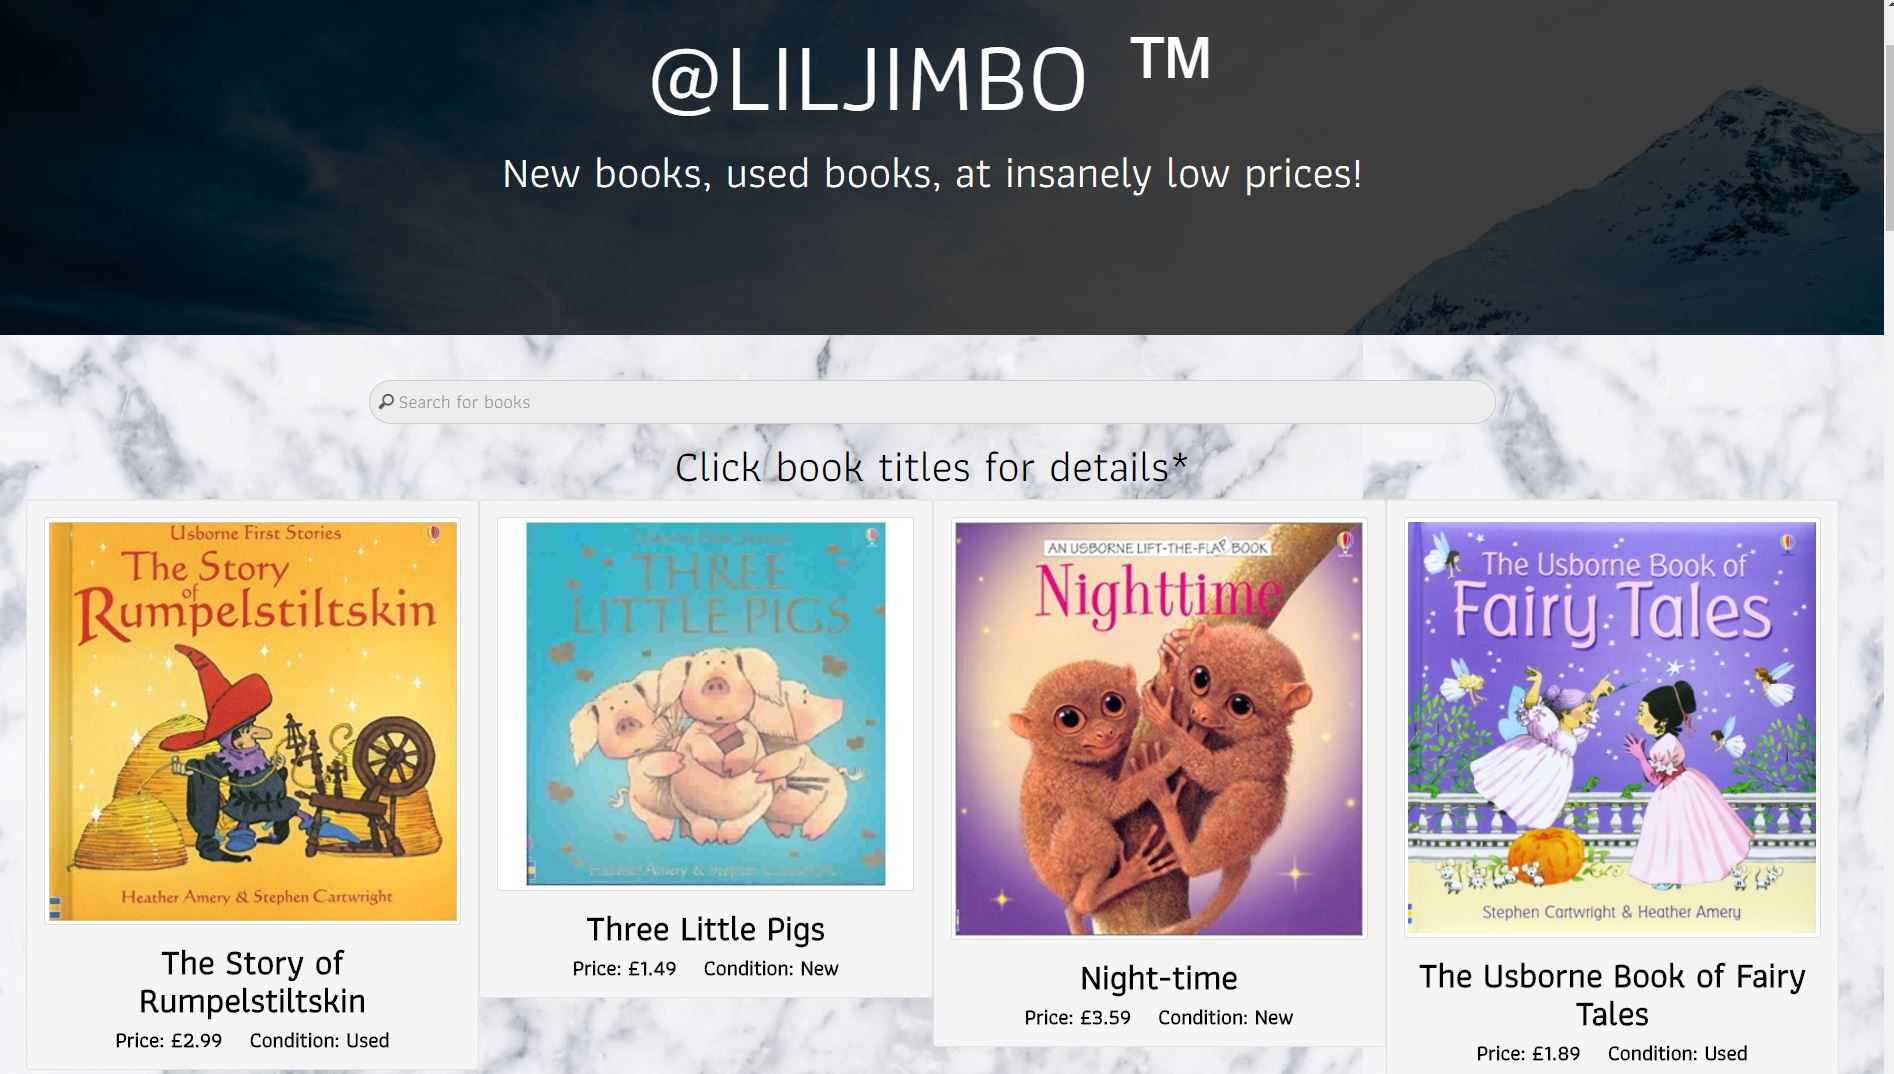 @LILJIMBO ™
New books, used books, at insanely low prices!
Search for books
Click book titles for details*
Usborne First Stories
The Story
of
Rumpelstiltskin
Heather Amery & Stephen Cartwright
The Story of
Rumpelstiltskin
Price: £2.99 Condition: Used
Usborne First Stories
THREE
LITTLE PIGS
Heather Amery & Stephen Cartwright
Three Little Pigs
Price: £1.49 Condition: New
AN USBORNE LIFT-THE-FLAP BOOK
Nighttime
Night-time
Price: £3.59 Condition: New
The Usborne Book of
Fairy Tales
Stephen Cartwright & Heather Amery
The Usborne Book of Fairy
Tales
Price: £1.89 Condition: Used